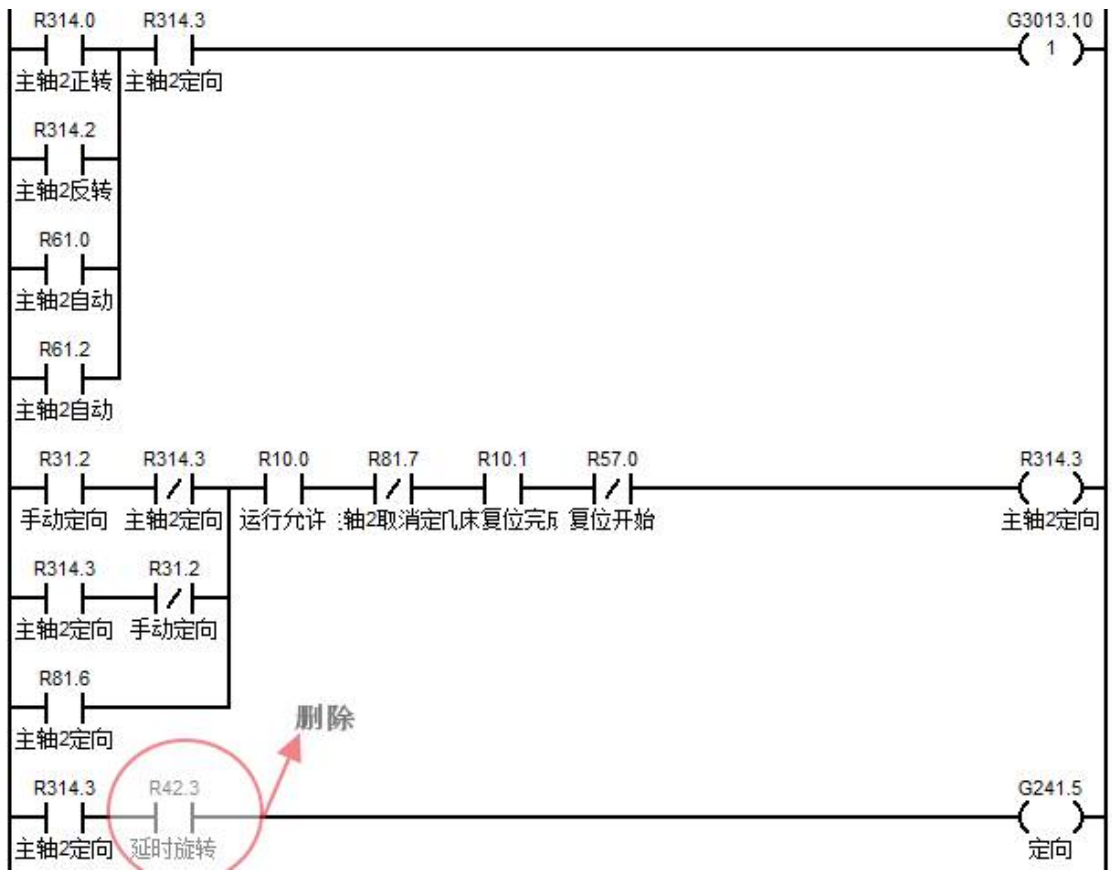 R314.0 R314.3 G3013.10
1
主轴2正转 主轴2定向
R314.2
主轴2反转
R61.0
主轴2自动
R61.2
主轴2自动
R31.2 R314.3 R10.0 R81.7 R10.1 R57.0 R314.3
手动定向 主轴2定向 运行允许 轴2取消定 床复位完 复位开始 主轴2定向
R314.3 R31.2
主轴2定向 手动定向
R81.6
主轴2定向
删除
R314.3 R42.3 G241.5
主轴2定向 延时旋转 定向